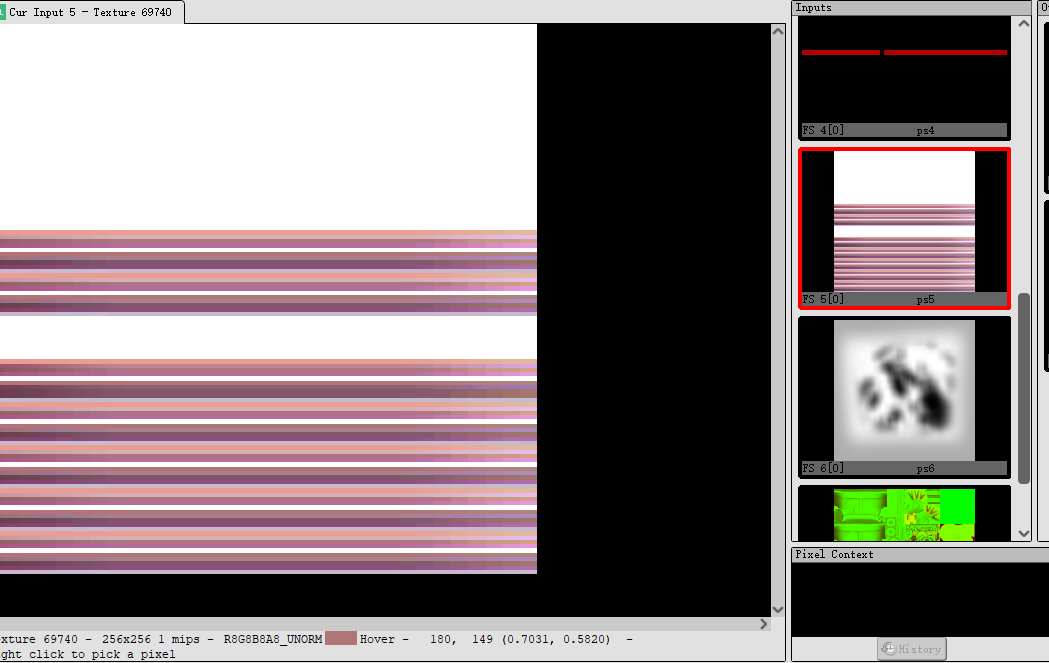 Cur Input 5 - Texture 69740
Inputs
FS 4[0] ps4
FS 5[0] ps5
FS 6[0] ps6
Pixel Context
xture 69740 - 256x256 1 mips - R8G8B8A8_UNORM Hover - 180, 149 (0.7031, 0.5820) -
ght click to pick a pixel
History